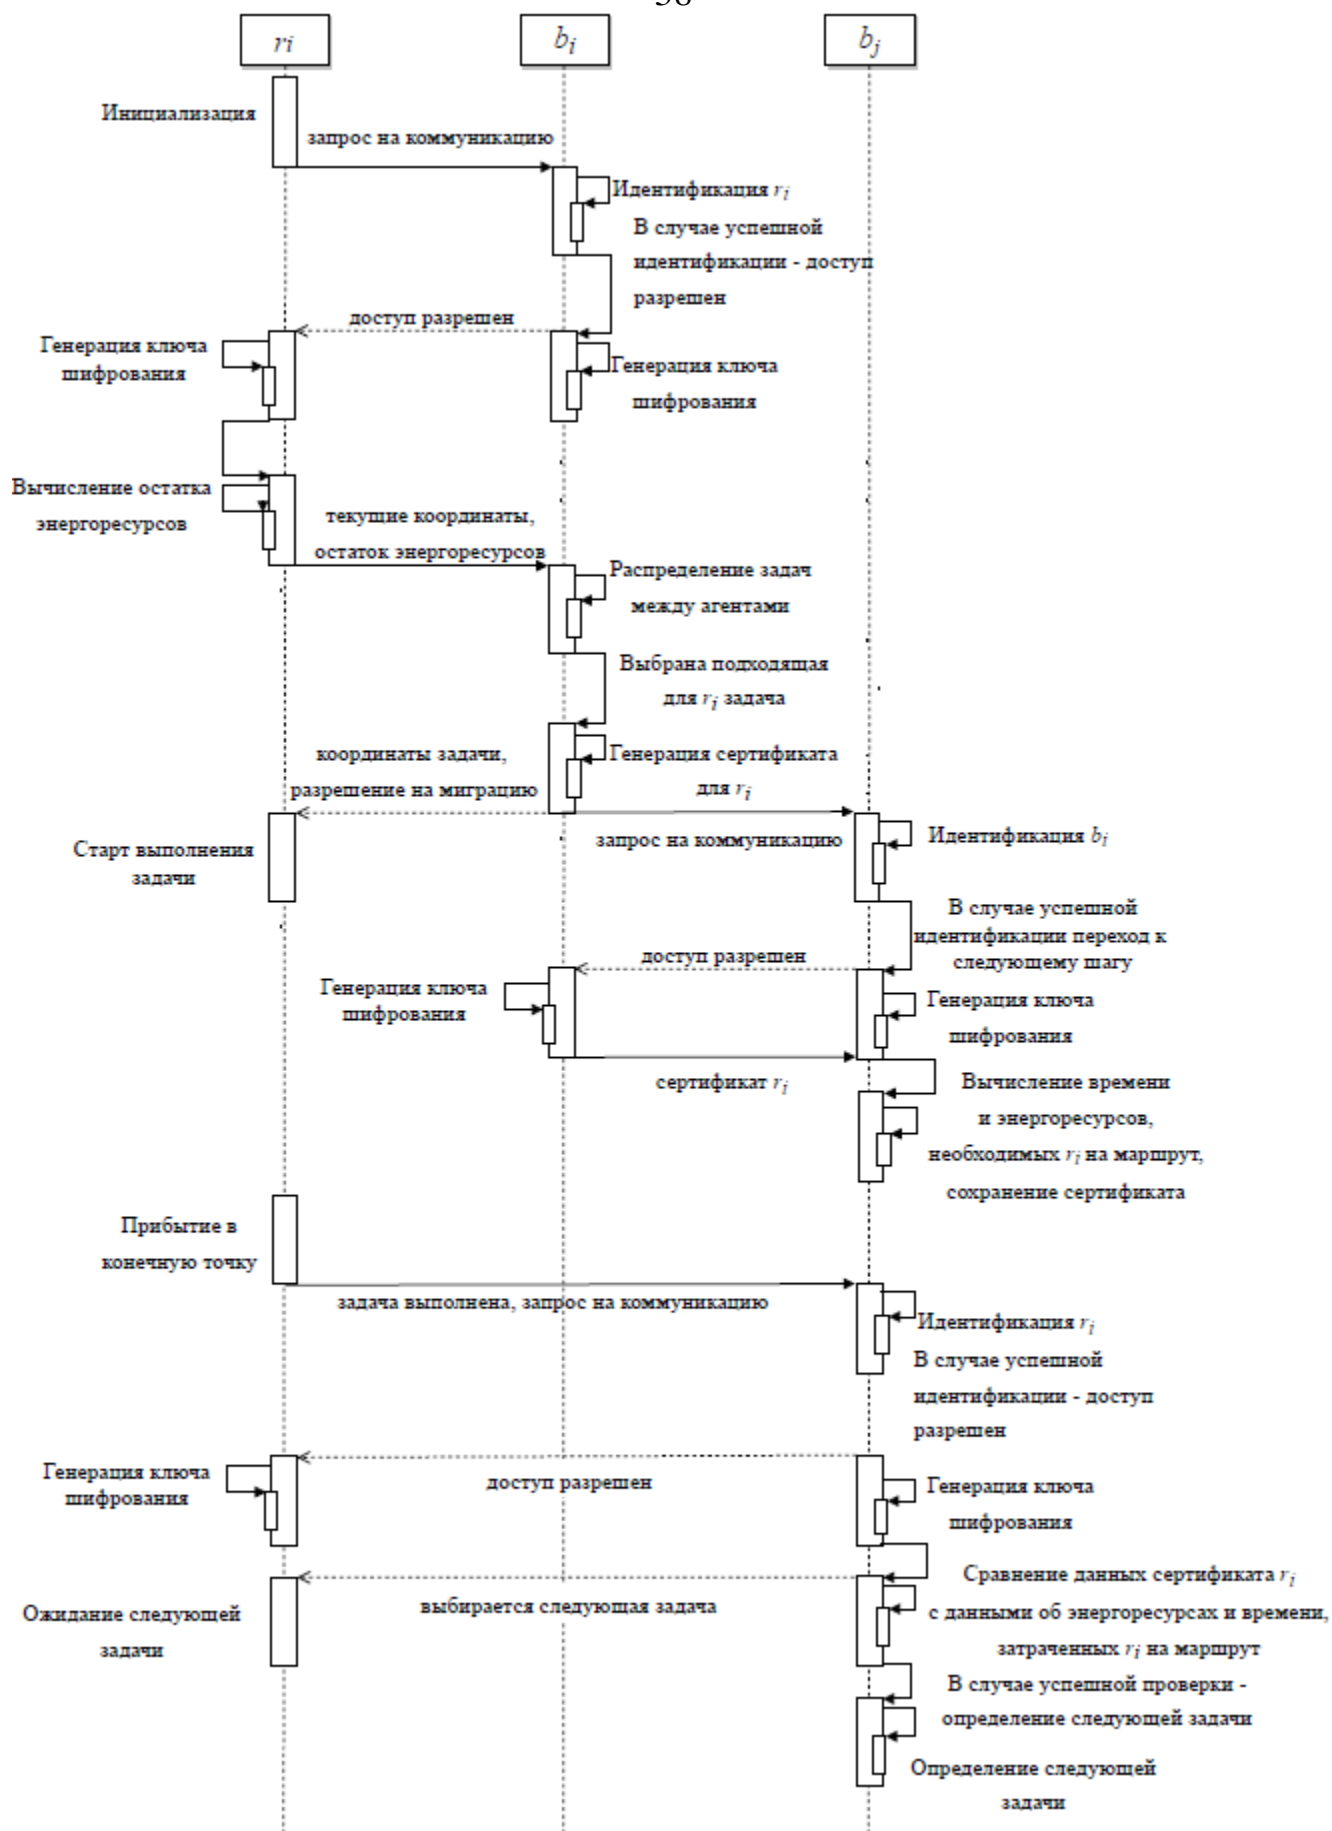 ri
bi
bj
Инициализация
запрос на коммуникацию
Идентификация ri
В случае успешной
идентификации - доступ
разрешен
доступ разрешен
Генерация ключа
шифрования
Генерация ключа
шифрования
Вычисление остатка
энергоресурсов
текущие координаты,
остаток энергоресурсов
Распределение задач
между агентами
Выбрана подходящая
для ri задача
координаты задачи,
разрешение на миграцию
Генерация сертификата
для ri
запрос на коммуникацию
Идентификация bi
Старт выполнения
задачи
В случае успешной
идентификации переход к
следующему шагу
доступ разрешен
Генерация ключа
шифрования
Генерация ключа
шифрования
сертификат ri
Вычисление времени
и энергоресурсов,
необходимых ri на маршрут,
сохранение сертификата
Прибытие в
конечную точку
задача выполнена, запрос на коммуникацию
Идентификация ri
В случае успешной
идентификации - доступ
разрешен
Генерация ключа
шифрования
доступ разрешен
Генерация ключа
шифрования
Сравнение данных сертификата ri
с данными об энергоресурсах и времени,
затраченных ri на маршрут
Ожидание следующей
задачи
выбирается следующая задача
В случае успешной проверки -
определение следующей задачи
Определение следующей
задачи